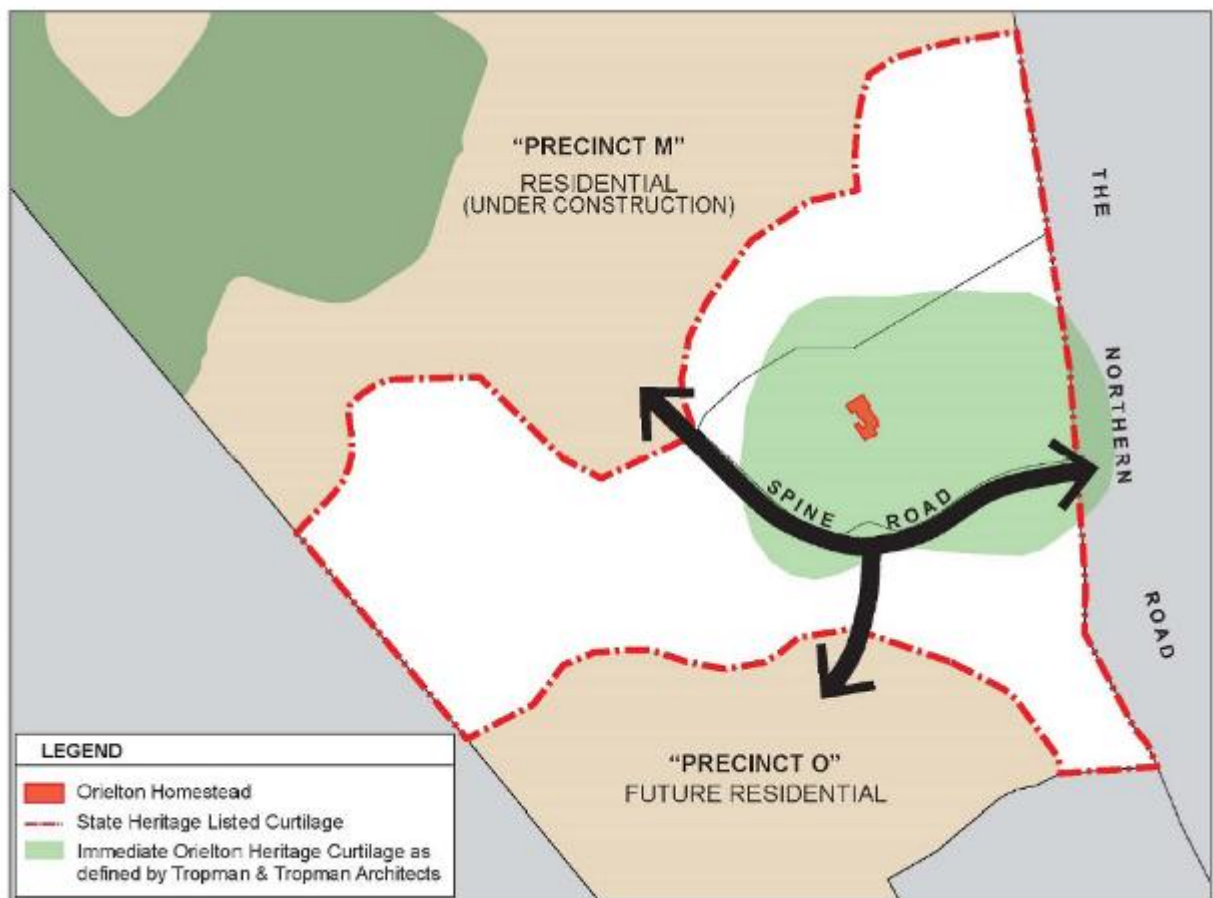 “PRECINCT M”
RESIDENTIAL
(UNDER CONSTRUCTION)
THE
NORTHERN
ROAD
SPINE ROAD
“PRECINCT O”
FUTURE RESIDENTIAL
LEGEND
Orielton Homestead
State Heritage Listed Curtilage
Immediate Orielton Heritage Curtilage as
defined by Tropman & Tropman Architects